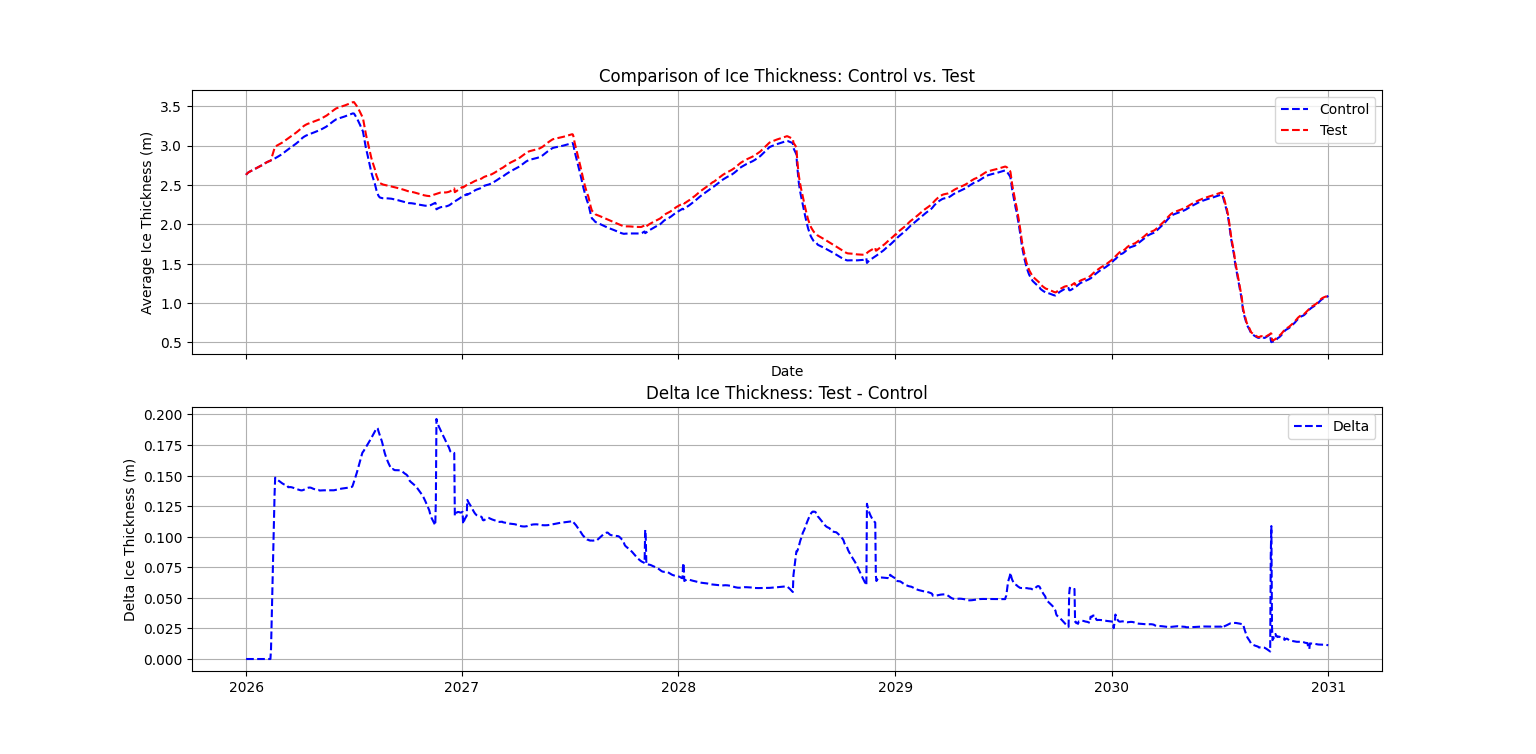 Comparison of Ice Thickness: Control vs. Test
Average Ice Thickness (m)
3.5
3.0
2.5
2.0
1.5
1.0
0.5
Control
Test
Date
Delta Ice Thickness: Test - Control
Delta Ice Thickness (m)
0.200
0.175
0.150
0.125
0.100
0.075
0.050
0.025
0.000
Delta
2026
2027
2028
2029
2030
2031